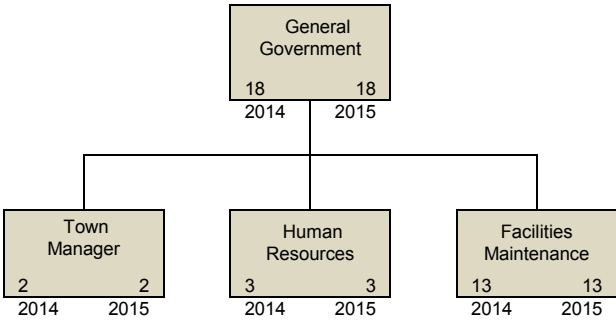 General
Government
18 18
2014 2015
Town
Manager
2 2
2014 2015
Human
Resources
3 3
2014 2015
Facilities
Maintenance
13 13
2014 2015